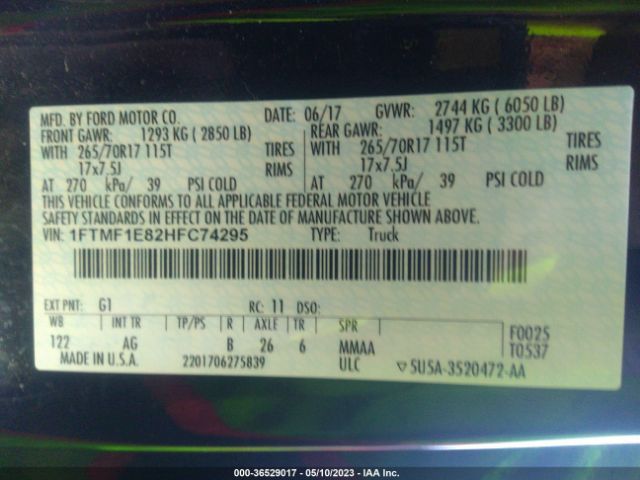 MFD. BY FORD MOTOR CO. DATE: 06/17 GVWR: 2744 KG ( 6050 LB)
FRONT GAWR: 1293 KG ( 2850 LB) REAR GAWR: 1497 KG ( 3300 LB)
WITH 265/70R17 115T TIRES WITH 265/70R17 115T TIRES
17x7.5J RIMS 17x7.5J RIMS
AT 270 kPa/ 39 PSI COLD AT 270 kPa/ 39 PSI COLD
THIS VEHICLE CONFORMS TO ALL APPLICABLE FEDERAL MOTOR VEHICLE
SAFETY STANDARDS IN EFFECT ON THE DATE OF MANUFACTURE SHOWN ABOVE.
VIN: 1FTMF1E82HFC74295 TYPE: Truck
EXT PNT: G1 RC: 11 DSO:
WB INT TR TP/PS R AXLE TR SPR F0025
122 AG B 26 6 MMAA T0537
MADE IN U.S.A. 2201706275839 ULC ▽ 5U5A-3520472-AA
000-36529017 - 05/10/2023 - IAA Inc.